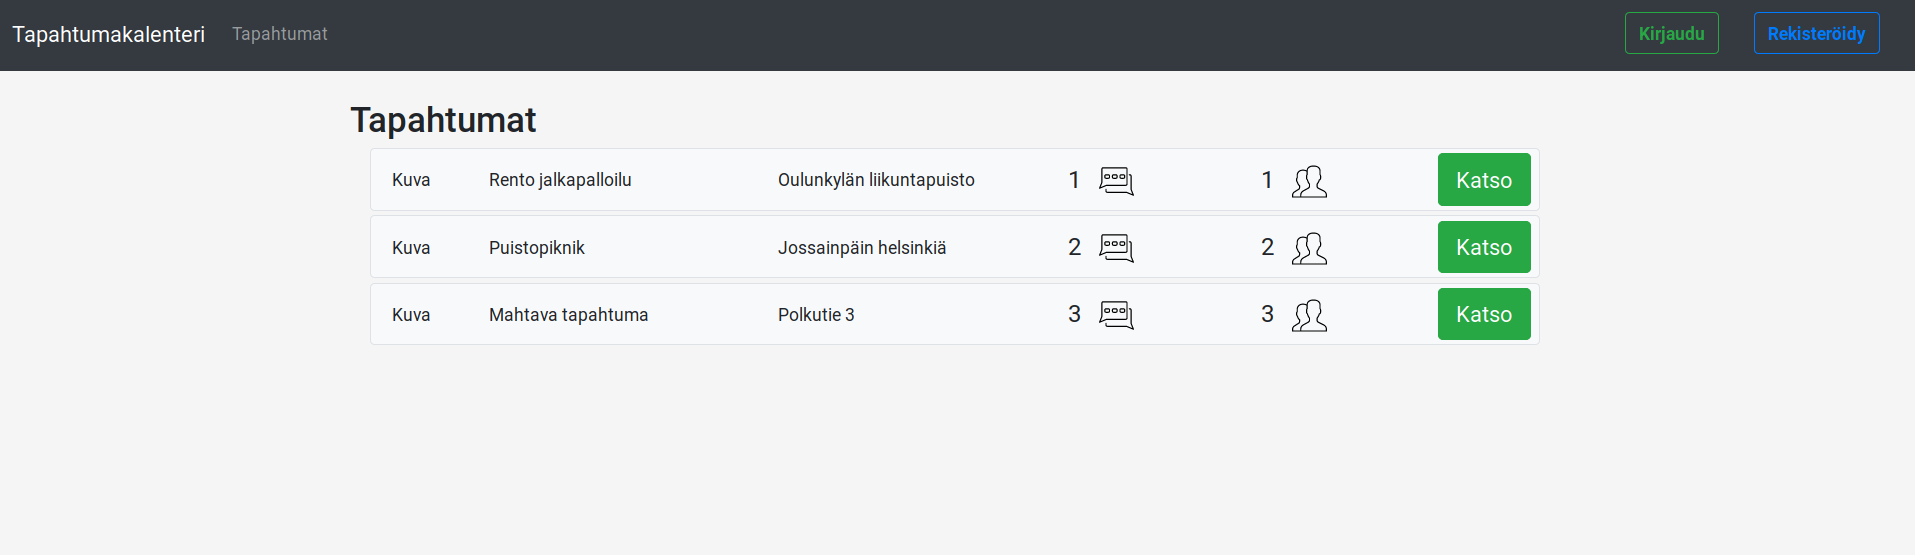 Tapahtumakalenteri Tapahtumat Kirjaudu Rekisteröidy
Tapahtumat
Kuva Rento jalkapalloilu Oulunkylän liikuntapuisto 1 1 Katso
Kuva Puistopiknik Jossainpäin helsinkiä 2 2 Katso
Kuva Mahtava tapahtuma Polkutie 3 3 3 Katso